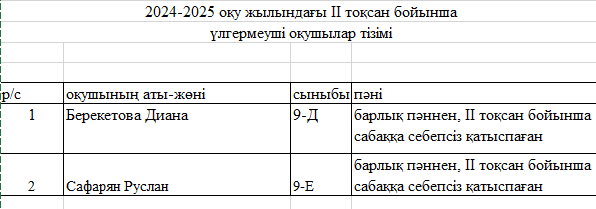 2024-2025 оқу жылындағы II тоқсан бойынша
үлгермеуші оқушылар тізімі
р/с оқушының аты-жөні сыныбы пәні
1 Берекетова Диана 9-Д барлық пәннен, II тоқсан бойынша
сабаққа себепсіз қатыспаған
барлық пәннен, II тоқсан бойынша
2 Сафарян Руслан 9-Е сабаққа себепсіз қатыспаған